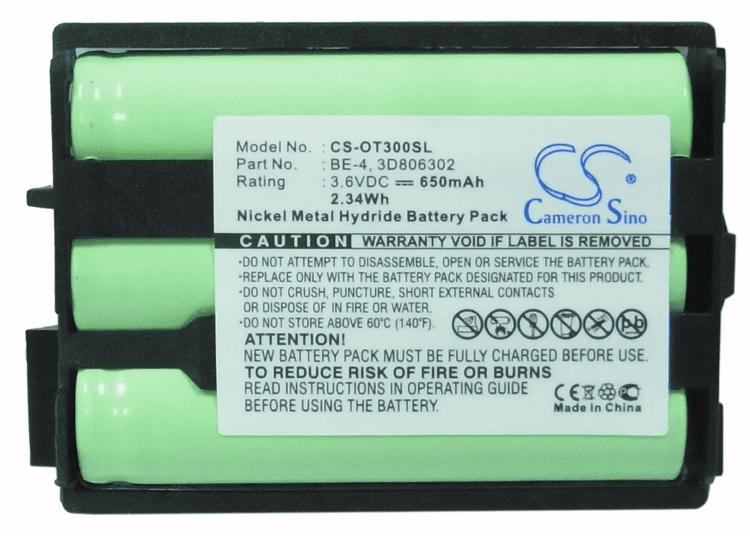 Model No. : CS-OT300SL
P/No. : BE-4, 3D806302
Rating : 3.6VDC ⎓ 650mAh
2.34Wh
Nickel Metal Hydride Battery Pack
CS
Cameron Sino
CAUTION WARRANTY VOID IF LABEL IS REMOVED!
•DO NOT ATTEMPT TO DISASSEMBLE, OPEN OR SERVICE THE BATTERY PACK.
•REPLACE ONLY WITH THE BATTERY PACK SPECIFICALLY FOR YOUR PRODUCT.
•DO NOT CRUSH, PUNCTURE, SHORT EXTERNAL CONTACTS
OR DISPOSE OF IN FIRE OR WATER.
•DO NOT STORE ABOVE 60°C (140°F).
Pb
ATTENTION!
NEW BATTERY PACK MUST BE FULLY CHARGED BEFORE USE.
TO REDUCE RISK OF FIRE OR BURNS
READ INSTRUCTIONS IN OPERATING GUIDE
BEFORE USING THE BATTERY.
CE
Made in China